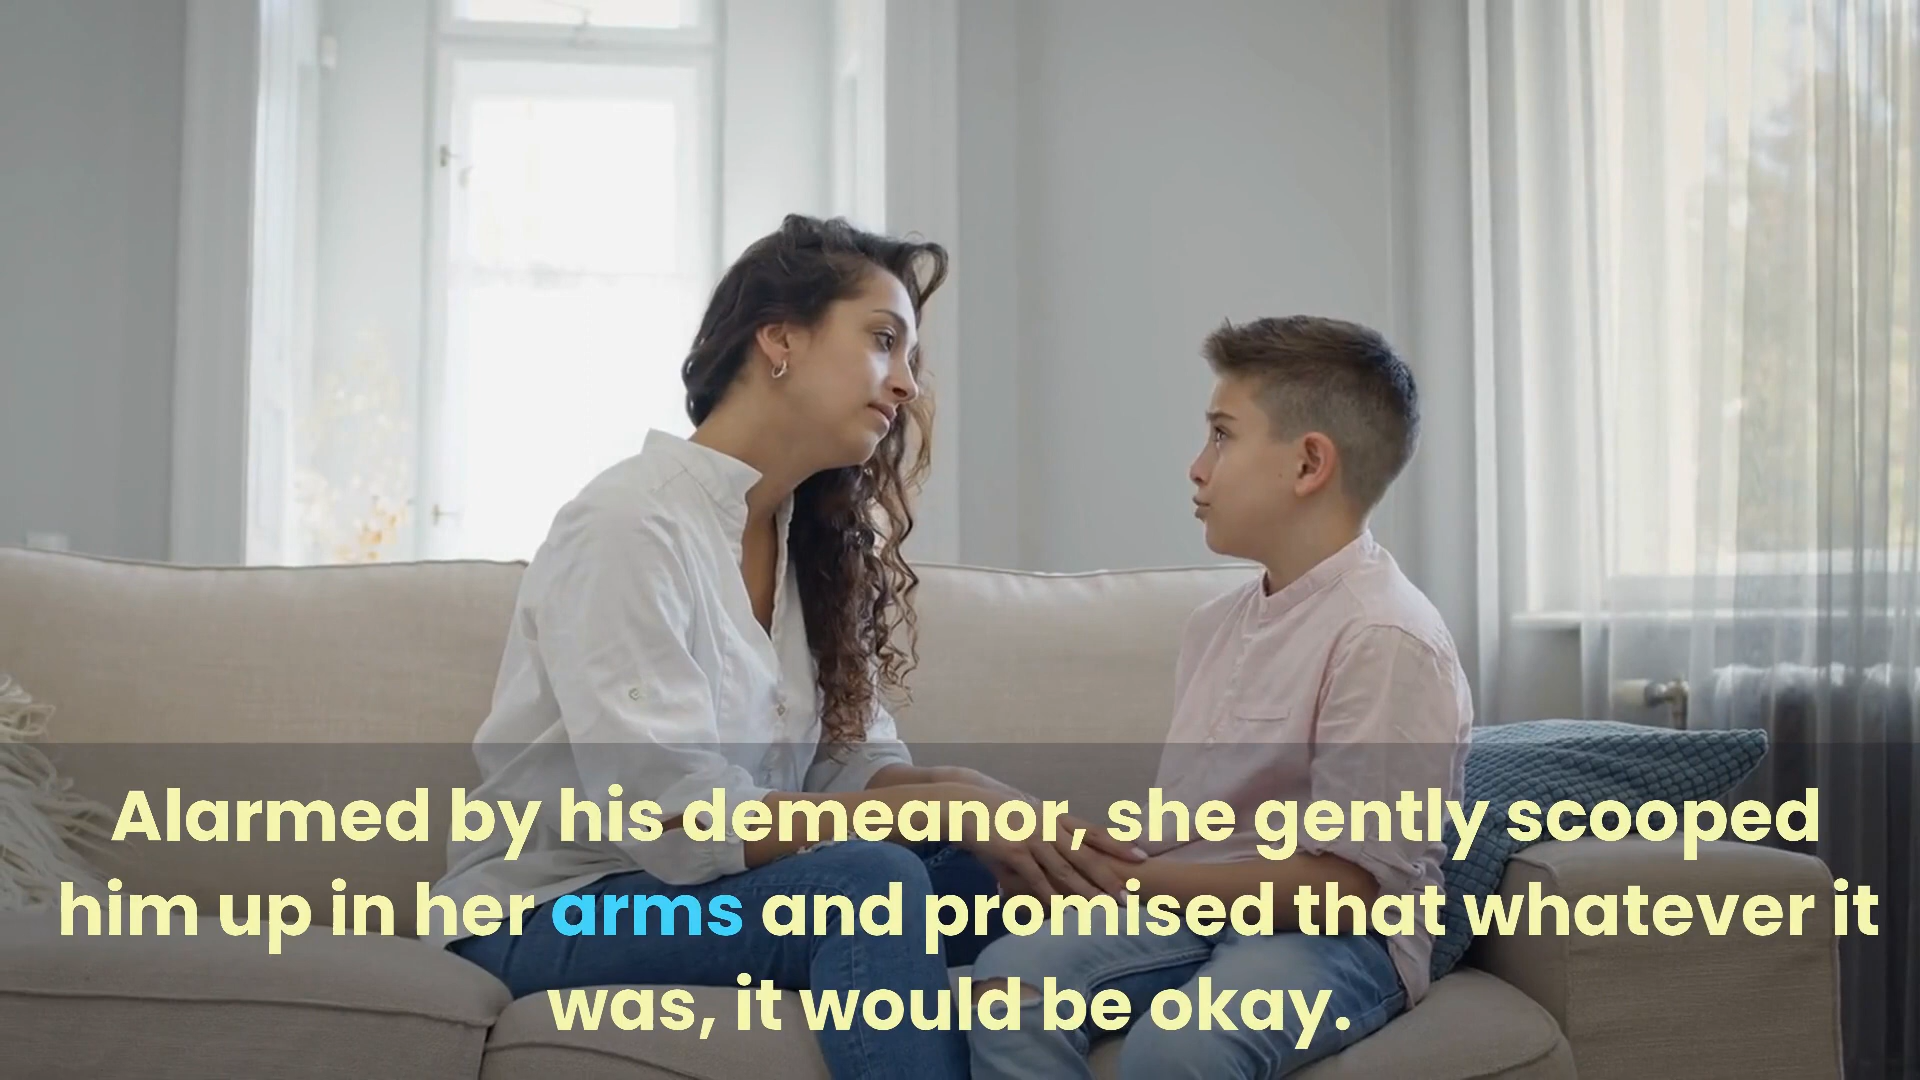 Alarmed by his demeanor, she gently scooped
him up in her arms and promised that whatever it
was, it would be okay.